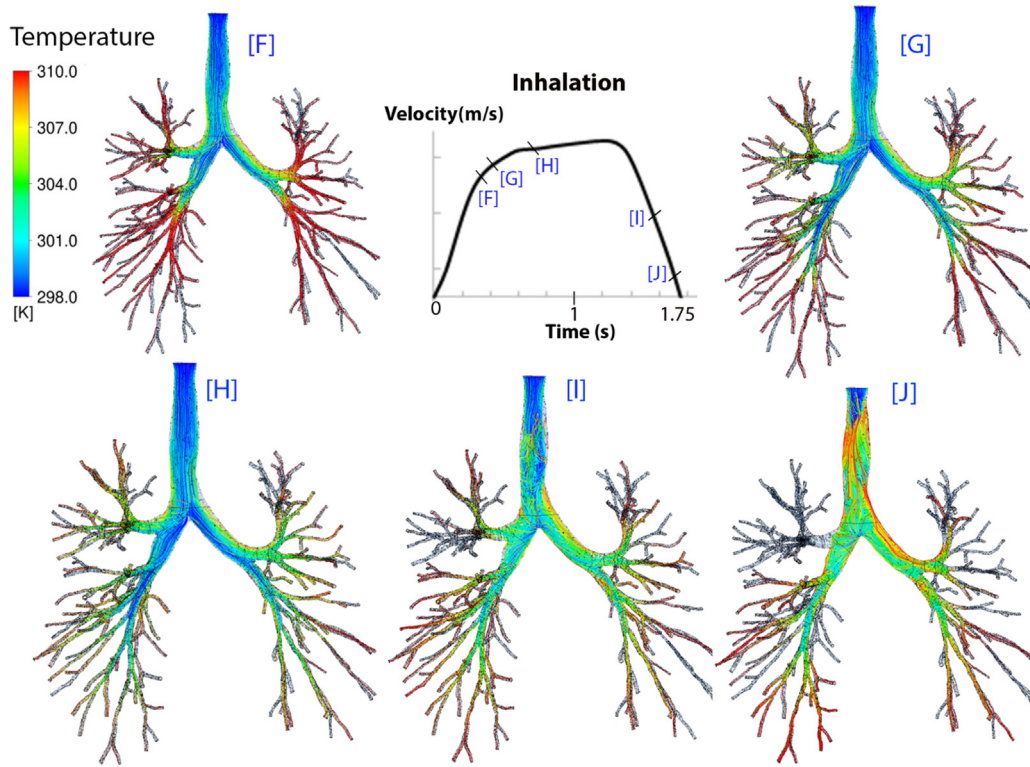 Temperature
310.0
307.0
304.0
301.0
298.0
[K]
[F]
Inhalation
Velocity(m/s)
[H]
[G]
[F]
[I]
[J]
0
1
1.75
Time (s)
[G]
[H]
[I]
[J]